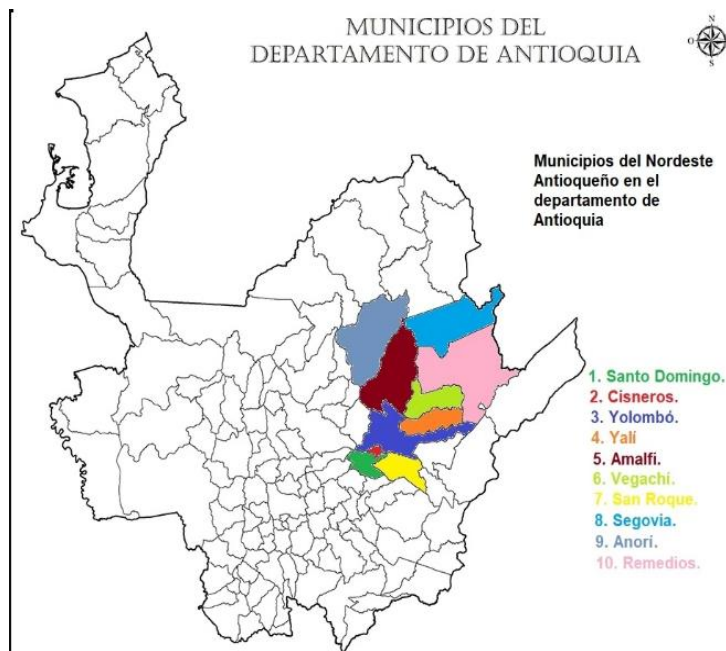 MUNICIPIOS DEL
DEPARTAMENTO DE ANTIOQUIA
N
O
E
S
Municipios del Nordeste
Antioqueño en el
departamento de
Antioquia
1. Santo Domingo.
2. Cisneros.
3. Yolombó.
4. Yalí
5. Amalfí.
6. Vegachí.
7. San Roque.
8. Segovia.
9. Anorí.
10. Remedios.